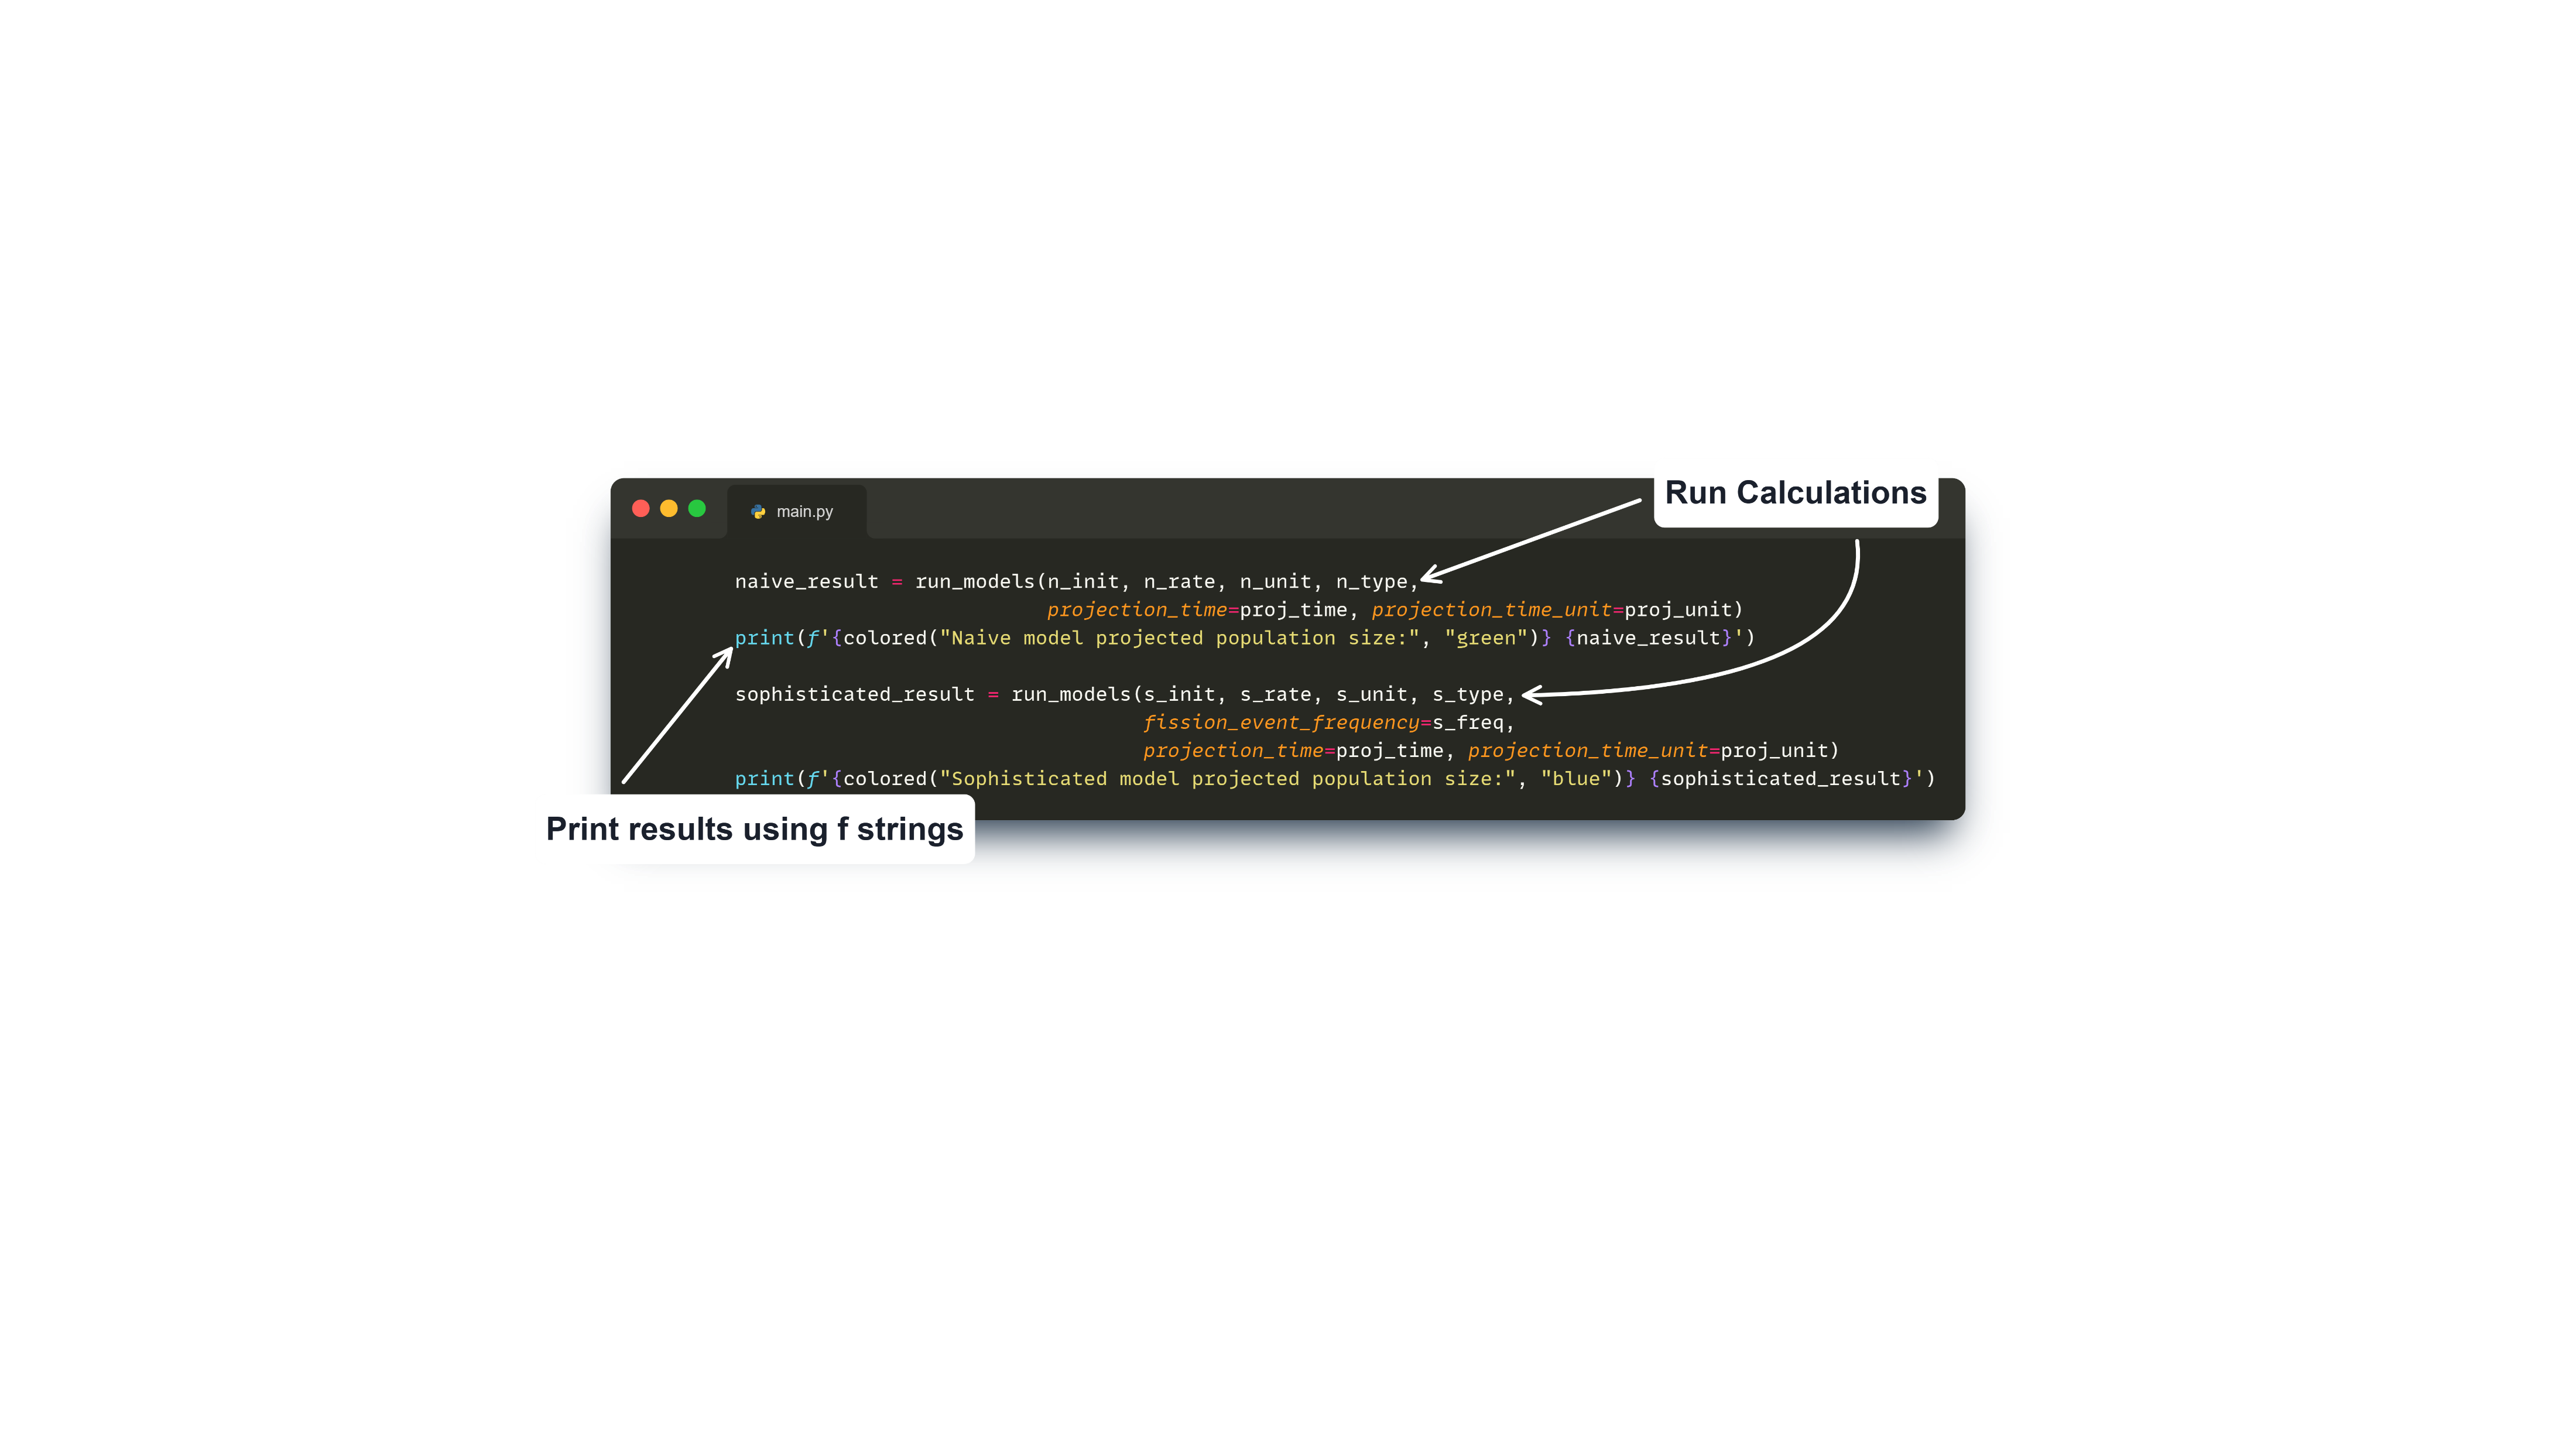 Run Calculations
main.py
naive_result = run_models(n_init, n_rate, n_unit, n_type,
projection_time=proj_time, projection_time_unit=proj_unit)
print(f'{colored("Naive model projected population size:", "green")} {naive_result}')
sophisticated_result = run_models(s_init, s_rate, s_unit, s_type,
fission_event_frequency=s_freq,
projection_time=proj_time, projection_time_unit=proj_unit)
print(f'{colored("Sophisticated model projected population size:", "blue")} {sophisticated_result}')
Print results using f strings